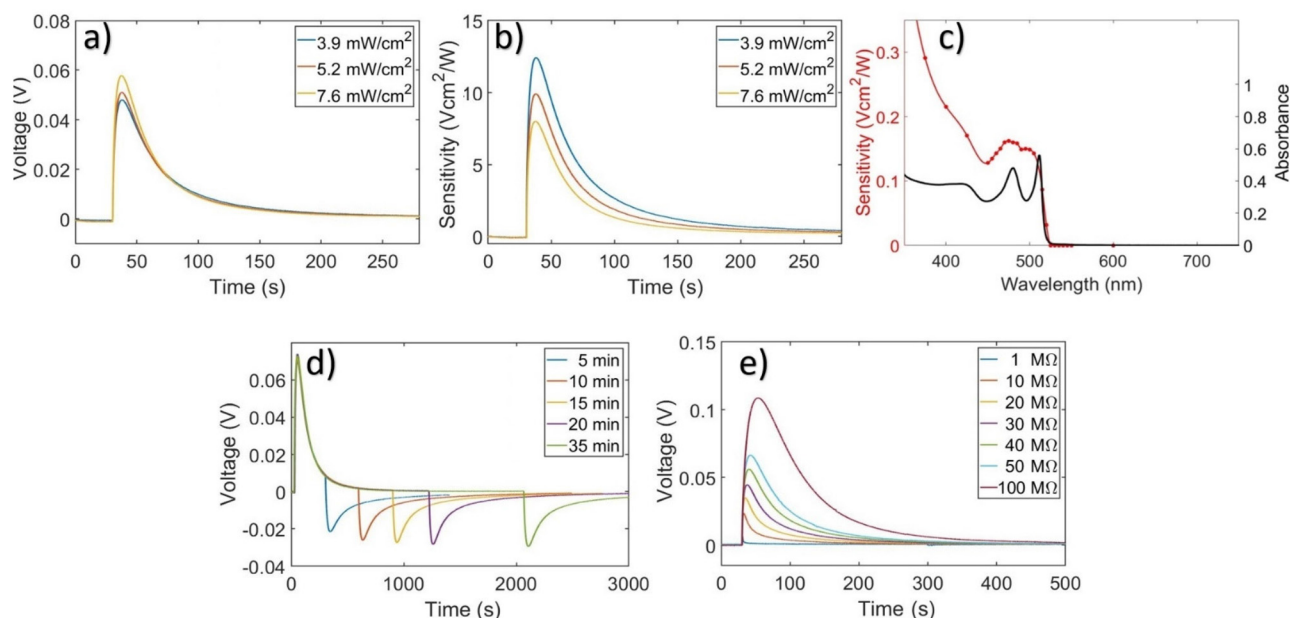 a)
Voltage (V)
0.08
0.06
0.04
0.02
0
3.9 mW/cm²
5.2 mW/cm²
7.6 mW/cm²
0 50 100 150 200 250
Time (s)
b)
Sensitivity (Vcm²/W)
15
10
5
0
3.9 mW/cm²
5.2 mW/cm²
7.6 mW/cm²
0 50 100 150 200 250
Time (s)
c)
Sensitivity (Vcm²/W)
0.3
0.2
0.1
0
Absorbance
1
0.8
0.6
0.4
0.2
0
400 500 600 700
Wavelength (nm)
d)
Voltage (V)
0.06
0.04
0.02
0
-0.02
-0.04
5 min
10 min
15 min
20 min
35 min
0 1000 2000 3000
Time (s)
e)
Voltage (V)
0.15
0.1
0.05
0
1 MΩ
10 MΩ
20 MΩ
30 MΩ
40 MΩ
50 MΩ
100 MΩ
0 100 200 300 400 500
Time (s)